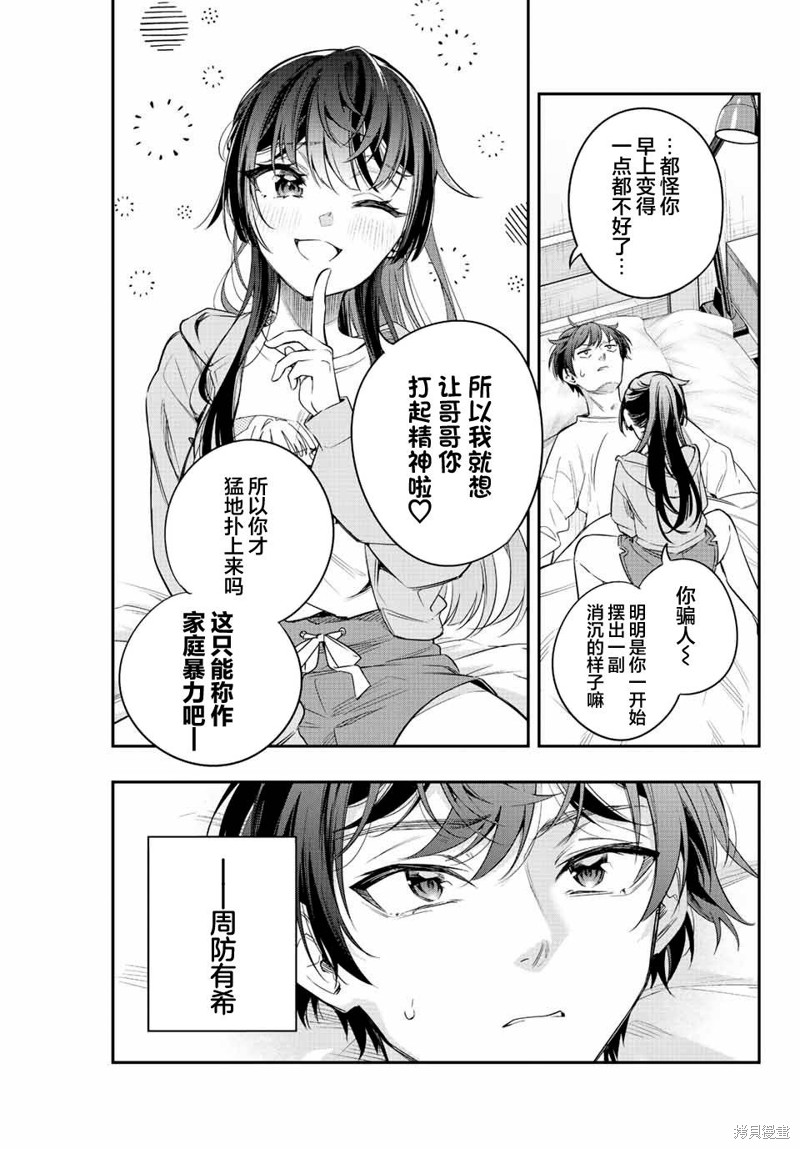 …都怪你
早上变得
一点都不好了…
你骗人～
明明是你一开始
摆出一副
消沉的样子嘛
所以我就想
让哥哥你
打起精神啦♡
所以你才
猛地扑上来吗
这只能称作
家庭暴力吧—
——周防有希
拷貝漫畫